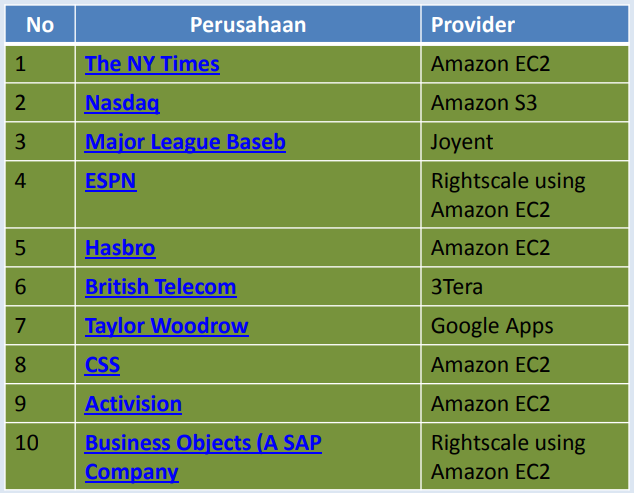 No Perusahaan Provider
1 The NY Times Amazon EC2
2 Nasdaq Amazon S3
3 Major League Baseb Joyent
4 ESPN Rightscale using
Amazon EC2
5 Hasbro Amazon EC2
6 British Telecom 3Tera
7 Taylor Woodrow Google Apps
8 CSS Amazon EC2
9 Activision Amazon EC2
10 Business Objects (A SAP Rightscale using
Company Amazon EC2